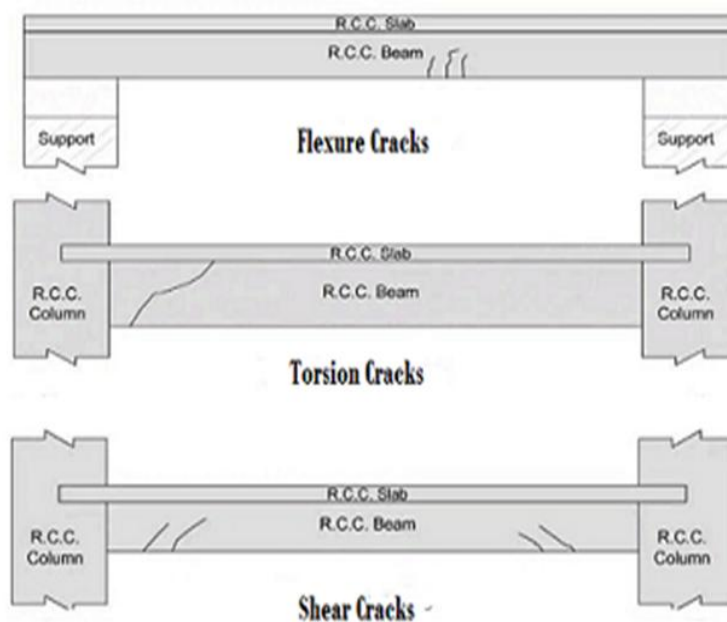 R.C.C. Slab
R.C.C. Beam
Support
Support
Flexure Cracks
R.C.C. Slab
R.C.C. Beam
R.C.C.
Column
R.C.C.
Column
Torsion Cracks
R.C.C. Slab
R.C.C. Beam
R.C.C.
Column
R.C.C.
Column
Shear Cracks